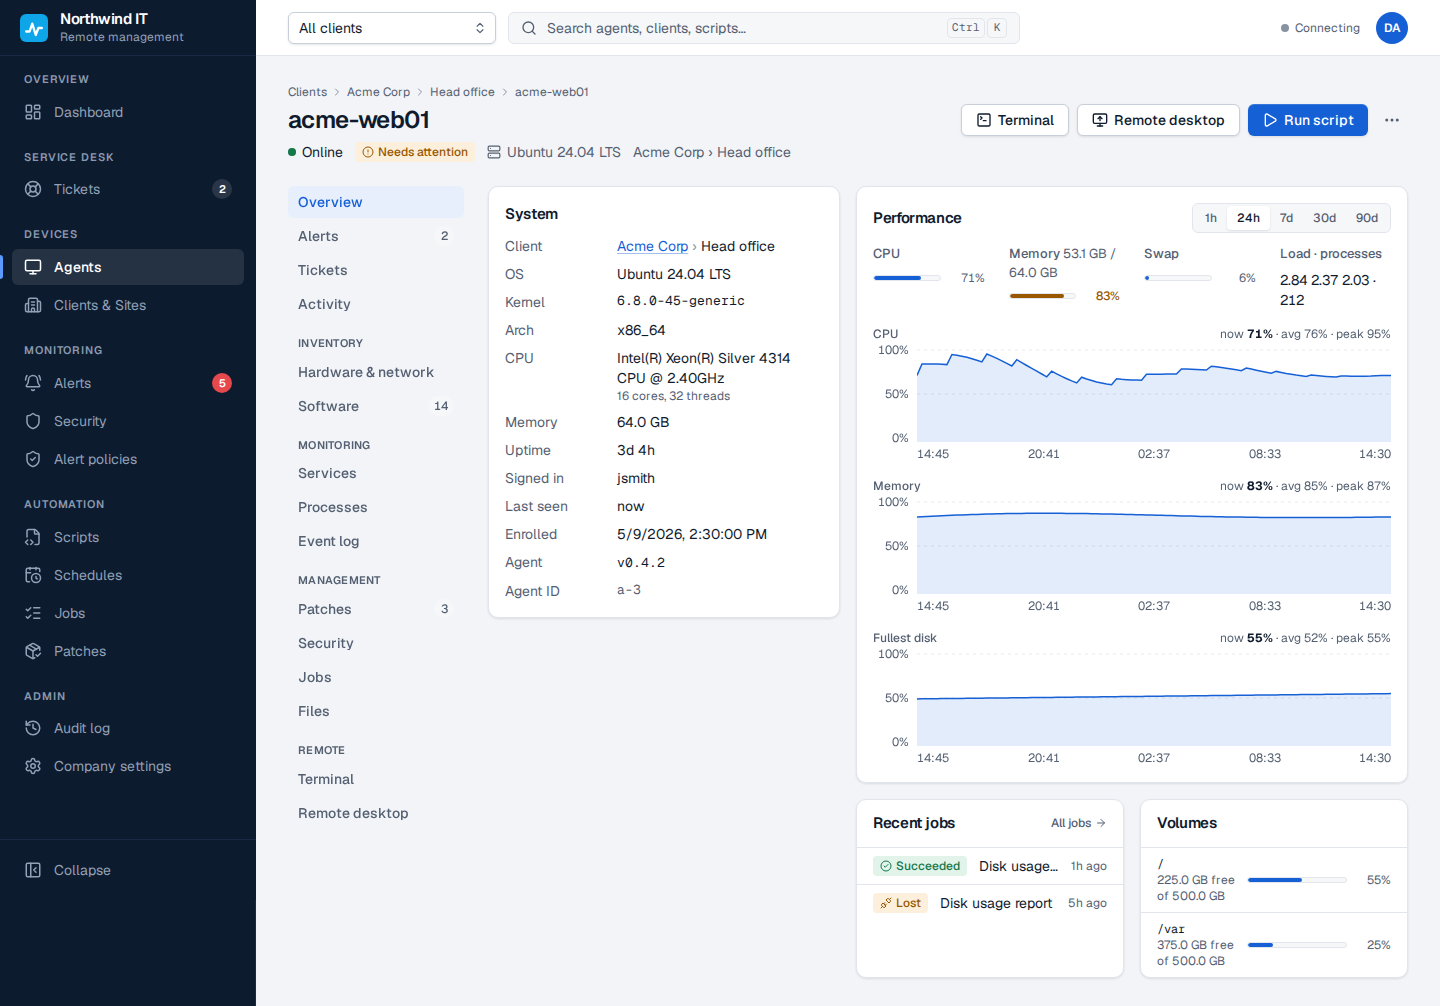 Northwind IT
Remote management
OVERVIEW
Dashboard
SERVICE DESK
Tickets 2
DEVICES
Agents
Clients & Sites
MONITORING
Alerts 5
Security
Alert policies
AUTOMATION
Scripts
Schedules
Jobs
Patches
ADMIN
Audit log
Company settings
Collapse
All clients
Search agents, clients, scripts… Ctrl K
Connecting
DA
Clients › Acme Corp › Head office › acme-web01
acme-web01
Terminal
Remote desktop
Run script
Online
Needs attention
Ubuntu 24.04 LTS
Acme Corp › Head office
Overview
Alerts 2
Tickets
Activity
INVENTORY
Hardware & network
Software 14
MONITORING
Services
Processes
Event log
MANAGEMENT
Patches 3
Security
Jobs
Files
REMOTE
Terminal
Remote desktop
System
Client Acme Corp › Head office
OS Ubuntu 24.04 LTS
Kernel 6.8.0-45-generic
Arch x86_64
CPU Intel(R) Xeon(R) Silver 4314
CPU @ 2.40GHz
16 cores, 32 threads
Memory 64.0 GB
Uptime 3d 4h
Signed in jsmith
Last seen now
Enrolled 5/9/2026, 2:30:00 PM
Agent v0.4.2
Agent ID a-3
Performance
1h 24h 7d 30d 90d
CPU
71%
Memory 53.1 GB /
64.0 GB
83%
Swap
6%
Load · processes
2.84 2.37 2.03 ·
212
CPU now 71% · avg 76% · peak 95%
100%
50%
0%
14:45 20:41 02:37 08:33 14:30
Memory now 83% · avg 85% · peak 87%
100%
50%
0%
14:45 20:41 02:37 08:33 14:30
Fullest disk now 55% · avg 52% · peak 55%
100%
50%
0%
14:45 20:41 02:37 08:33 14:30
Recent jobs All jobs →
Succeeded Disk usage… 1h ago
Lost Disk usage report 5h ago
Volumes
/
225.0 GB free
of 500.0 GB
55%
/var
375.0 GB free
of 500.0 GB
25%